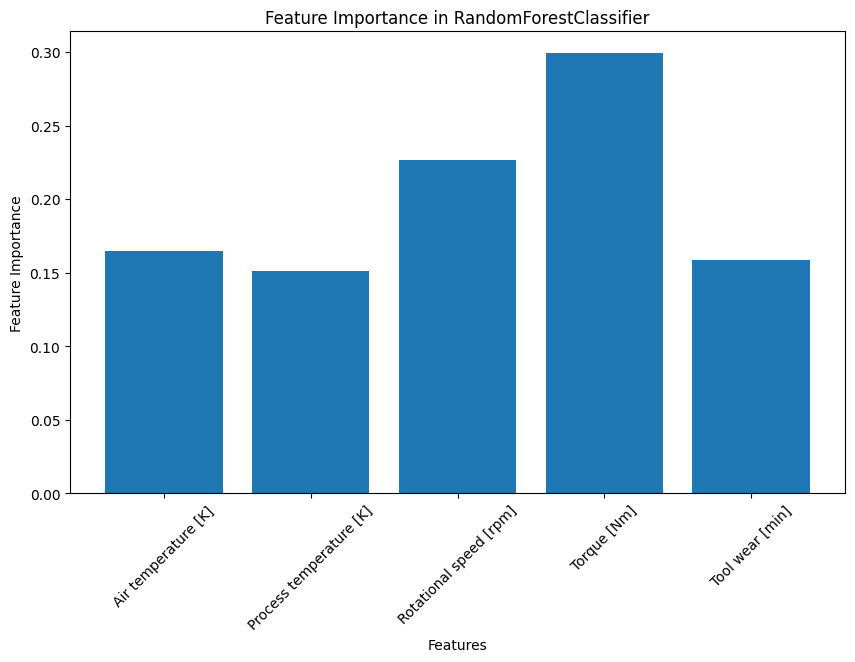 Feature Importance in RandomForestClassifier
0.30
0.25
0.20
0.15
0.10
0.05
0.00
Feature Importance
Air temperature [K]
Process temperature [K]
Rotational speed [rpm]
Torque [Nm]
Tool wear [min]
Features